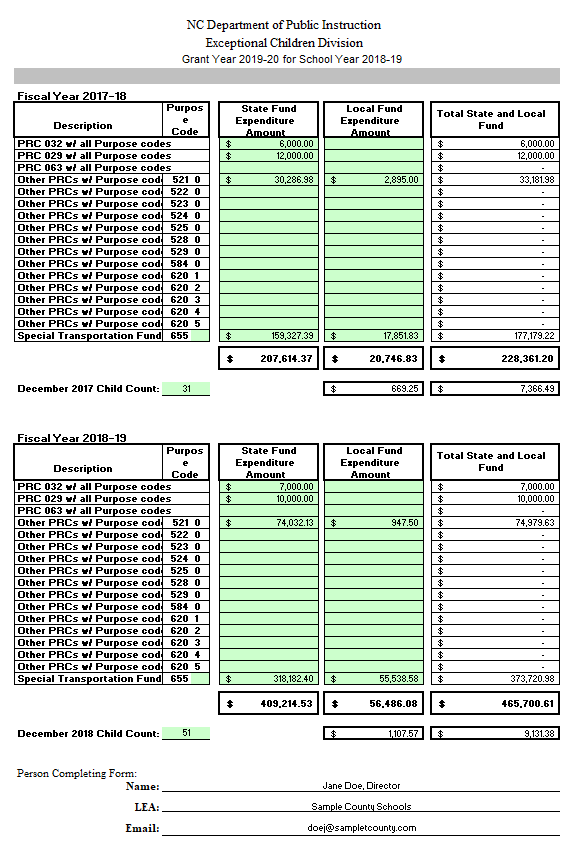 NC Department of Public Instruction
Exceptional Children Division
Grant Year 2019-20 for School Year 2018-19
Fiscal Year 2017-18
Description Purpos e Code State Fund Expenditure Amount Local Fund Expenditure Amount Total State and Local Fund
PRC 032 w/ all Purpose codes $ 6,000.00 $ 6,000.00
PRC 029 w/ all Purpose codes $ 12,000.00 $ 12,000.00
PRC 063 w/ all Purpose codes $ -
Other PRCs w/ Purpose cod 521 0 $ 30,286.98 $ 2,895.00 $ 33,181.98
Other PRCs w/ Purpose cod 522 0 $ -
Other PRCs w/ Purpose cod 523 0 $ -
Other PRCs w/ Purpose cod 524 0 $ -
Other PRCs w/ Purpose cod 525 0 $ -
Other PRCs w/ Purpose cod 528 0 $ -
Other PRCs w/ Purpose cod 529 0 $ -
Other PRCs w/ Purpose cod 584 0 $ -
Other PRCs w/ Purpose cod 620 1 $ -
Other PRCs w/ Purpose cod 620 2 $ -
Other PRCs w/ Purpose cod 620 3 $ -
Other PRCs w/ Purpose cod 620 4 $ -
Other PRCs w/ Purpose cod 620 5 $ -
Special Transportation Fund 655 $ 159,327.39 $ 17,851.83 $ 177,179.22
$ 207,614.37 $ 20,746.83 $ 228,361.20
December 2017 Child Count: 31 $ 669.25 $ 7,366.49
Fiscal Year 2018-19
Description Purpos e Code State Fund Expenditure Amount Local Fund Expenditure Amount Total State and Local Fund
PRC 032 w/ all Purpose codes $ 7,000.00 $ 7,000.00
PRC 029 w/ all Purpose codes $ 10,000.00 $ 10,000.00
PRC 063 w/ all Purpose codes $ -
Other PRCs w/ Purpose cod 521 0 $ 74,032.13 $ 947.50 $ 74,979.63
Other PRCs w/ Purpose cod 522 0 $ -
Other PRCs w/ Purpose cod 523 0 $ -
Other PRCs w/ Purpose cod 524 0 $ -
Other PRCs w/ Purpose cod 525 0 $ -
Other PRCs w/ Purpose cod 528 0 $ -
Other PRCs w/ Purpose cod 529 0 $ -
Other PRCs w/ Purpose cod 584 0 $ -
Other PRCs w/ Purpose cod 620 1 $ -
Other PRCs w/ Purpose cod 620 2 $ -
Other PRCs w/ Purpose cod 620 3 $ -
Other PRCs w/ Purpose cod 620 4 $ -
Other PRCs w/ Purpose cod 620 5 $ -
Special Transportation Fund 655 $ 318,182.40 $ 55,538.58 $ 373,720.98
$ 409,214.53 $ 56,486.08 $ 465,700.61
December 2018 Child Count: 51 $ 1,107.57 $ 9,131.38
Person Completing Form:
Name: Jane Doe, Director
LEA: Sample County Schools
Email: doej@sampletcounty.com